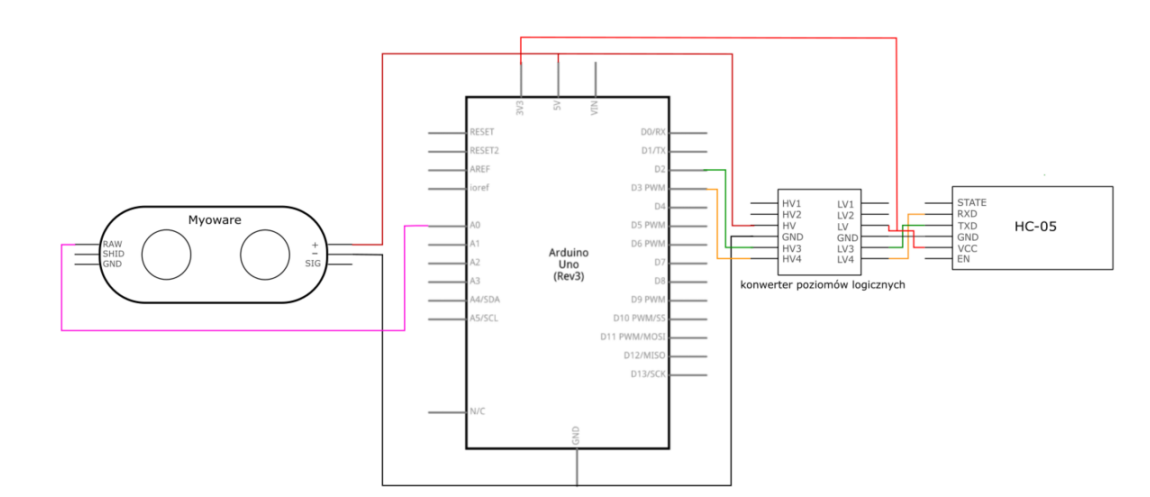 3V3
5V
VIN
RESET
RESET2
AREF
ioref
A0
A1
A2
A3
A4/SDA
A5/SCL
N/C
D0/RX
D1/TX
D2
D3 PWM
D4
D5 PWM
D6 PWM
D7
D8
D9 PWM
D10 PWM/SS
D11 PWM/MOSI
D12/MISO
D13/SCK
Arduino
Uno
(Rev3)
GND
Myoware
RAW
SHID
GND
+
−
SIG
HV1
HV2
HV
GND
HV3
HV4
LV1
LV2
LV
GND
LV3
LV4
konwerter poziomów logicznych
STATE
RXD
TXD
GND
VCC
EN
HC-05